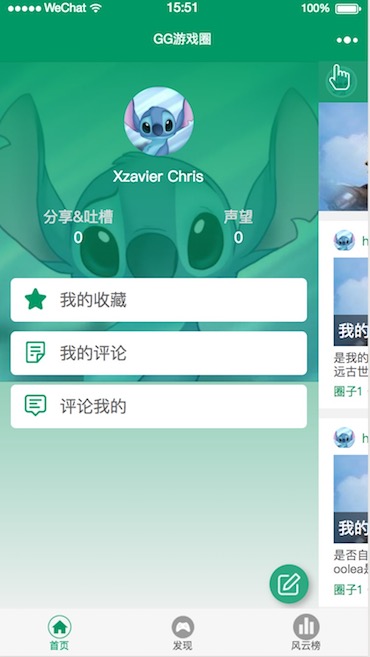 WeChat
15:51
100%
GG游戏圈
Xzavier Chris
分享&吐槽
声望
0
0
我的收藏
我的评论
评论我的
h
我的
是我的
远古世
圈子1
h
我的
是否自
oolea是
圈子1
首页
发现
风云榜